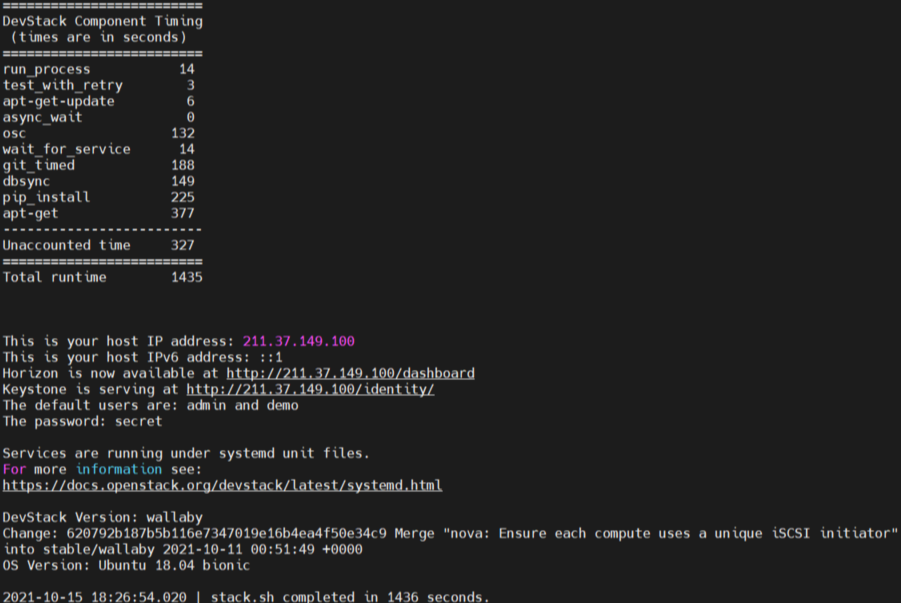 =========================
DevStack Component Timing
 (times are in seconds)
=========================
run_process           14
test_with_retry        3
apt-get-update         6
async_wait             0
osc                  132
wait_for_service      14
git_timed            188
dbsync               149
pip_install          225
apt-get              377
-------------------------
Unaccounted time     327
=========================
Total runtime        1435
This is your host IP address: 211.37.149.100
This is your host IPv6 address: ::1
Horizon is now available at http://211.37.149.100/dashboard
Keystone is serving at http://211.37.149.100/identity/
The default users are: admin and demo
The password: secret
Services are running under systemd unit files.
For more information see:
https://docs.openstack.org/devstack/latest/systemd.html
DevStack Version: wallaby
Change: 620792b187b5b116e7347019e16b4ea4f50e34c9 Merge "nova: Ensure each compute uses a unique iSCSI initiator"
into stable/wallaby 2021-10-11 00:51:49 +0000
OS Version: Ubuntu 18.04 bionic
2021-10-15 18:26:54.020 | stack.sh completed in 1436 seconds.